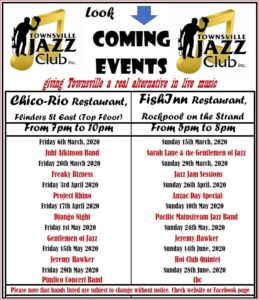 Look
TOWNSVILLE
JAZZ
Club Inc.
COMING
EVENTS
TOWNSVILLE
JAZZ
Club Inc.
giving Townsville a real alternative in live music
Chico-Rio Restaurant,
Flinders St East (Top Floor)
From 7pm to 10pm
Friday 6th March, 2020
Juhl Atkinson Band
Friday 20th March, 2020
Freaky Bizness
Friday 3rd April, 2020
Project Rhino
Friday 17th April, 2020
Django Night
Friday 1st May, 2020
Gentlemen of Jazz
Friday 15th May, 2020
Jeremy Hawker
Friday 29th May, 2020
Pimlico Concert Band
FishInn Restaurant,
Rockpool on the Strand
From 5pm to 8pm
Sunday 15th March, 2020
Sarah Lane & the Gentlemen of Jazz
Sunday 29th March, 2020
Jazz Jam Sessions
Sunday 26th April, 2020
Anzac Day Special
Sunday 10th May 2020
Pacific Mainstream Jazz Band
Sunday 24th May, 2020
Jeremy Hawker
Sunday 14th June, 2020
Hot Club Quintet
Sunday 28th June, 2020
tbc
Please note that bands listed are subject to change without notice. Check website or Facebook page